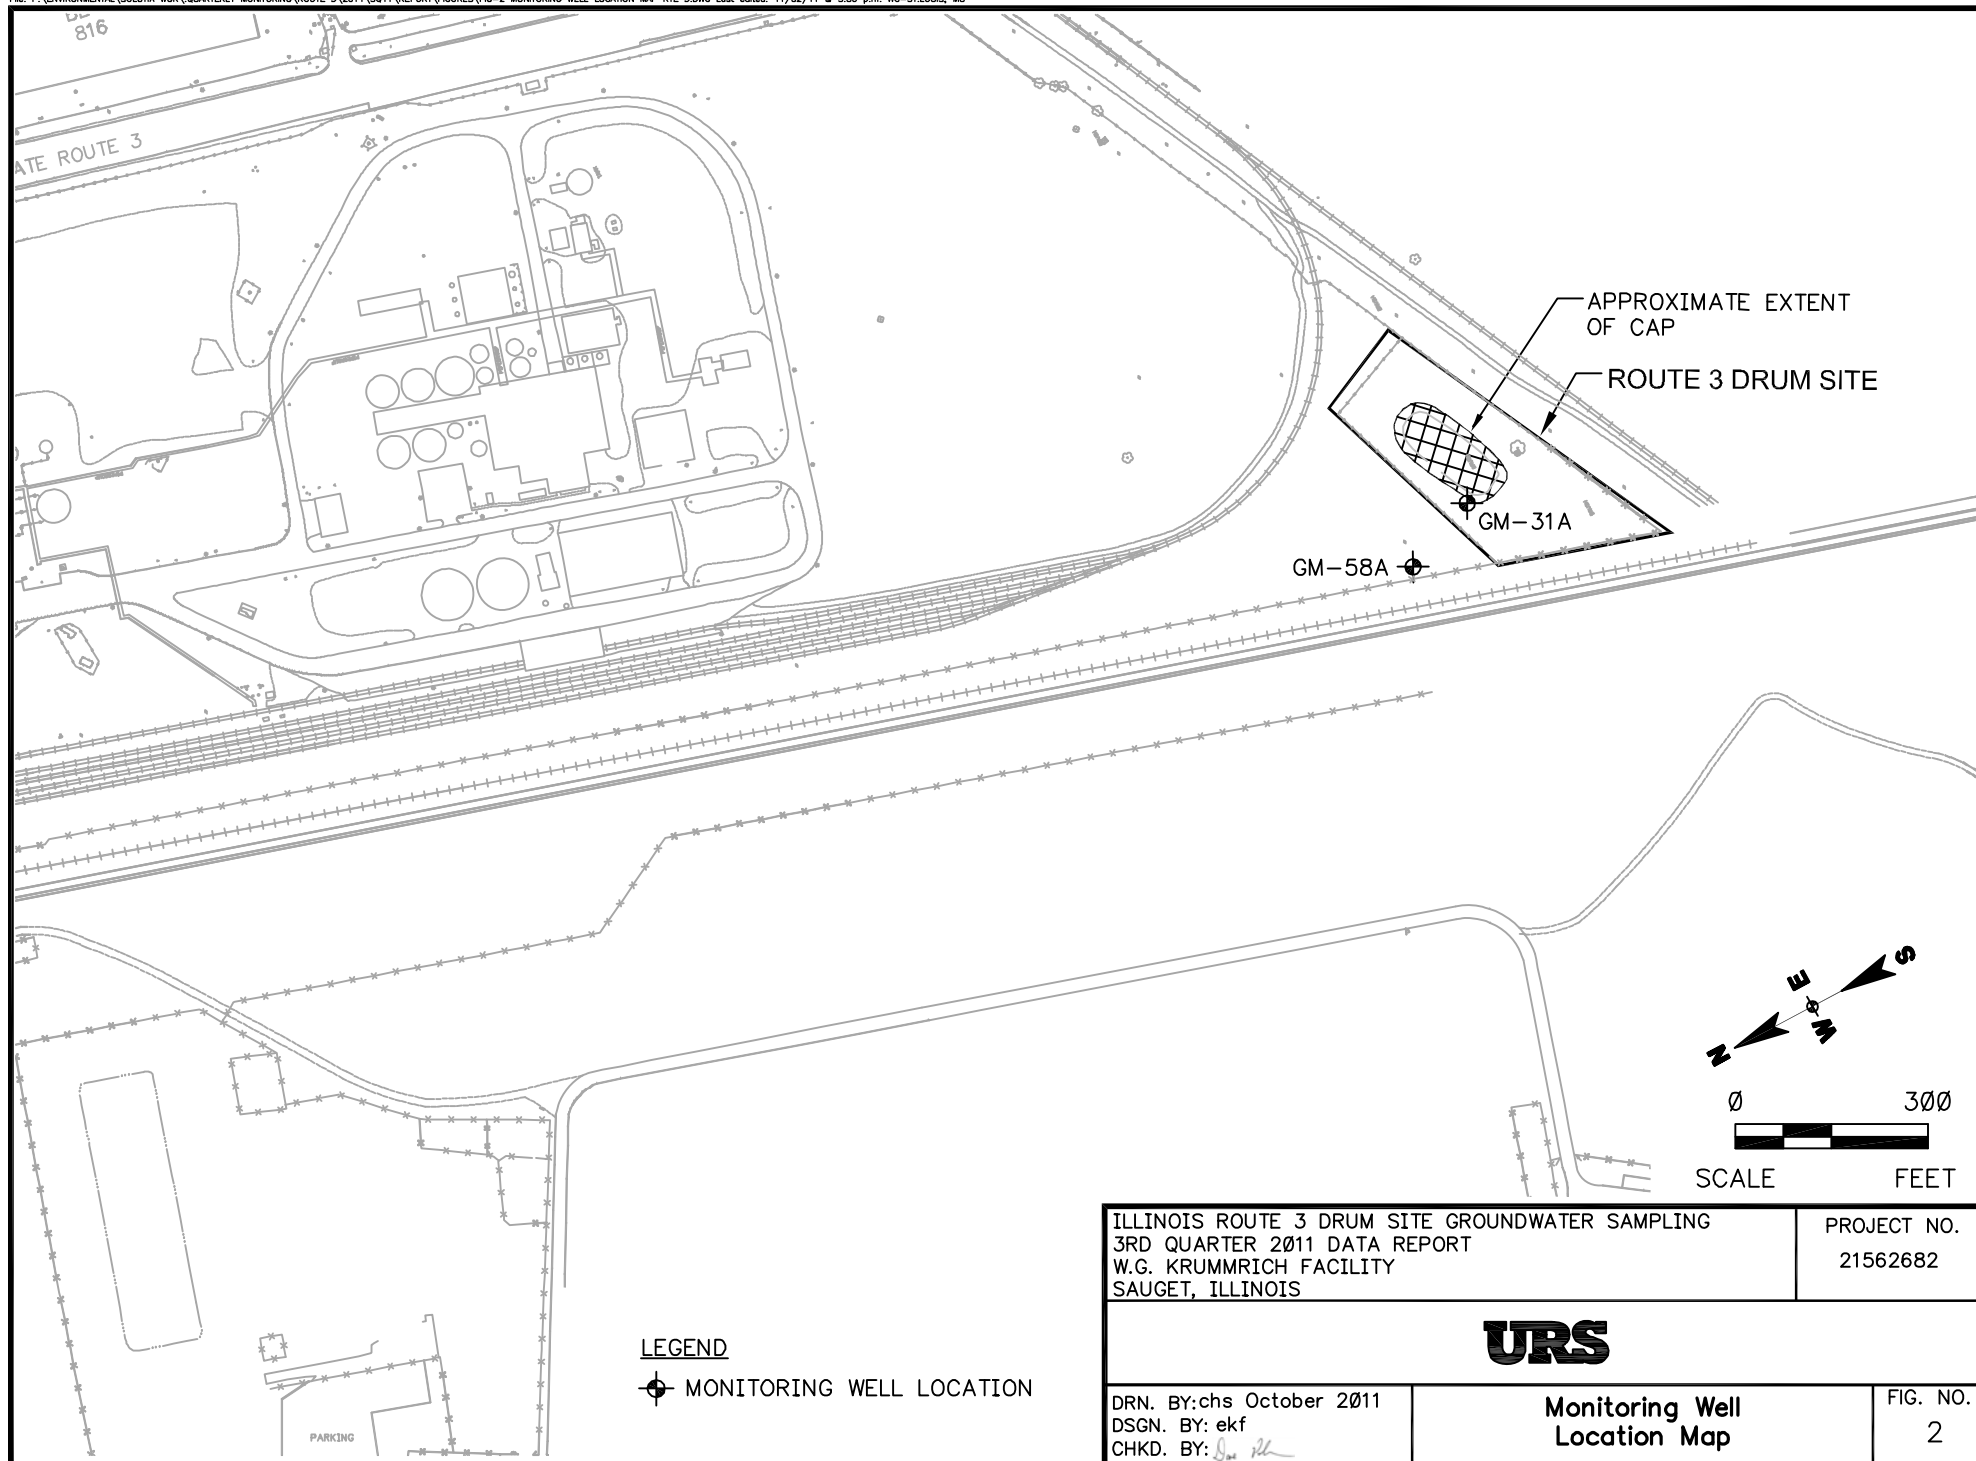 816
ATE ROUTE 3
APPROXIMATE EXTENT
OF CAP
ROUTE 3 DRUM SITE
GM-31A
GM-58A
S
E
W
N
0 300
SCALE FEET
ILLINOIS ROUTE 3 DRUM SITE GROUNDWATER SAMPLING
3RD QUARTER 2011 DATA REPORT
W.G. KRUMMRICH FACILITY
SAUGET, ILLINOIS
PROJECT NO.
21562682
URS
LEGEND
MONITORING WELL LOCATION
PARKING
DRN. BY:chs October 2011
DSGN. BY: ekf
CHKD. BY:
Monitoring Well
Location Map
FIG. NO.
2